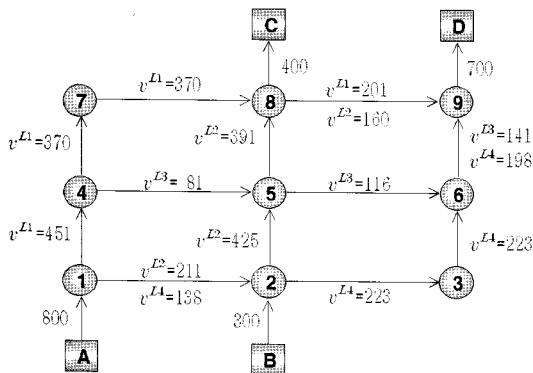 C D
400 700
v^L1=370 v^L1=201
7 8 9
v^L2=160
v^L1=370 v^L2=391 v^L3=141
v^L4=198
v^L3= 81 v^L3=116
4 5 6
v^L1=451 v^L2=425 v^L4=223
v^L2=211
1 2 3
v^L4=138 v^L4=223
800 300
A B